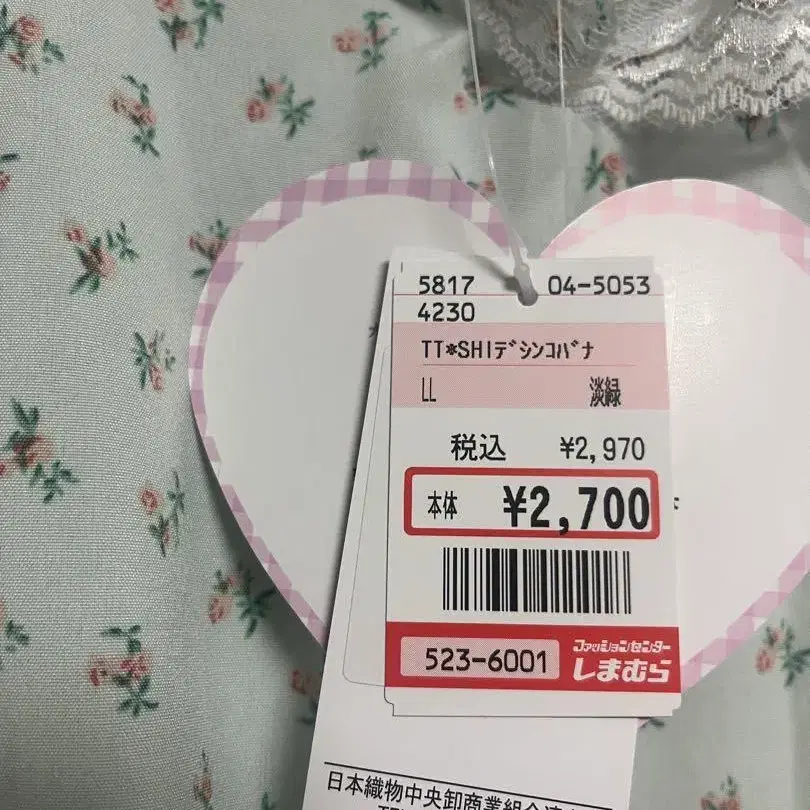 5817 04-5053
4230
TT*SHIデシンコバナ
LL 淡緑
税込 ¥2,970
本体 ¥2,700
523-6001 ファッションセンター
しまむら
日本織物中央卸商業組合連